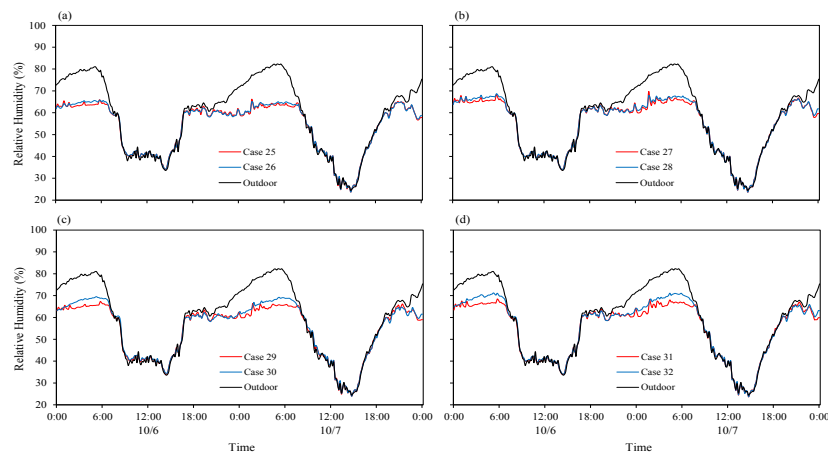 (a)
(b)
100
90
80
70
60
50
40
30
20
Relative Humidity (%)
Case 25
Case 26
Outdoor
Case 27
Case 28
Outdoor
(c)
(d)
100
90
80
70
60
50
40
30
20
Relative Humidity (%)
Case 29
Case 30
Outdoor
Case 31
Case 32
Outdoor
0:00 6:00 12:00 18:00 0:00 6:00 12:00 18:00 0:00
10/6 10/7
Time
0:00 6:00 12:00 18:00 0:00 6:00 12:00 18:00 0:00
10/6 10/7
Time